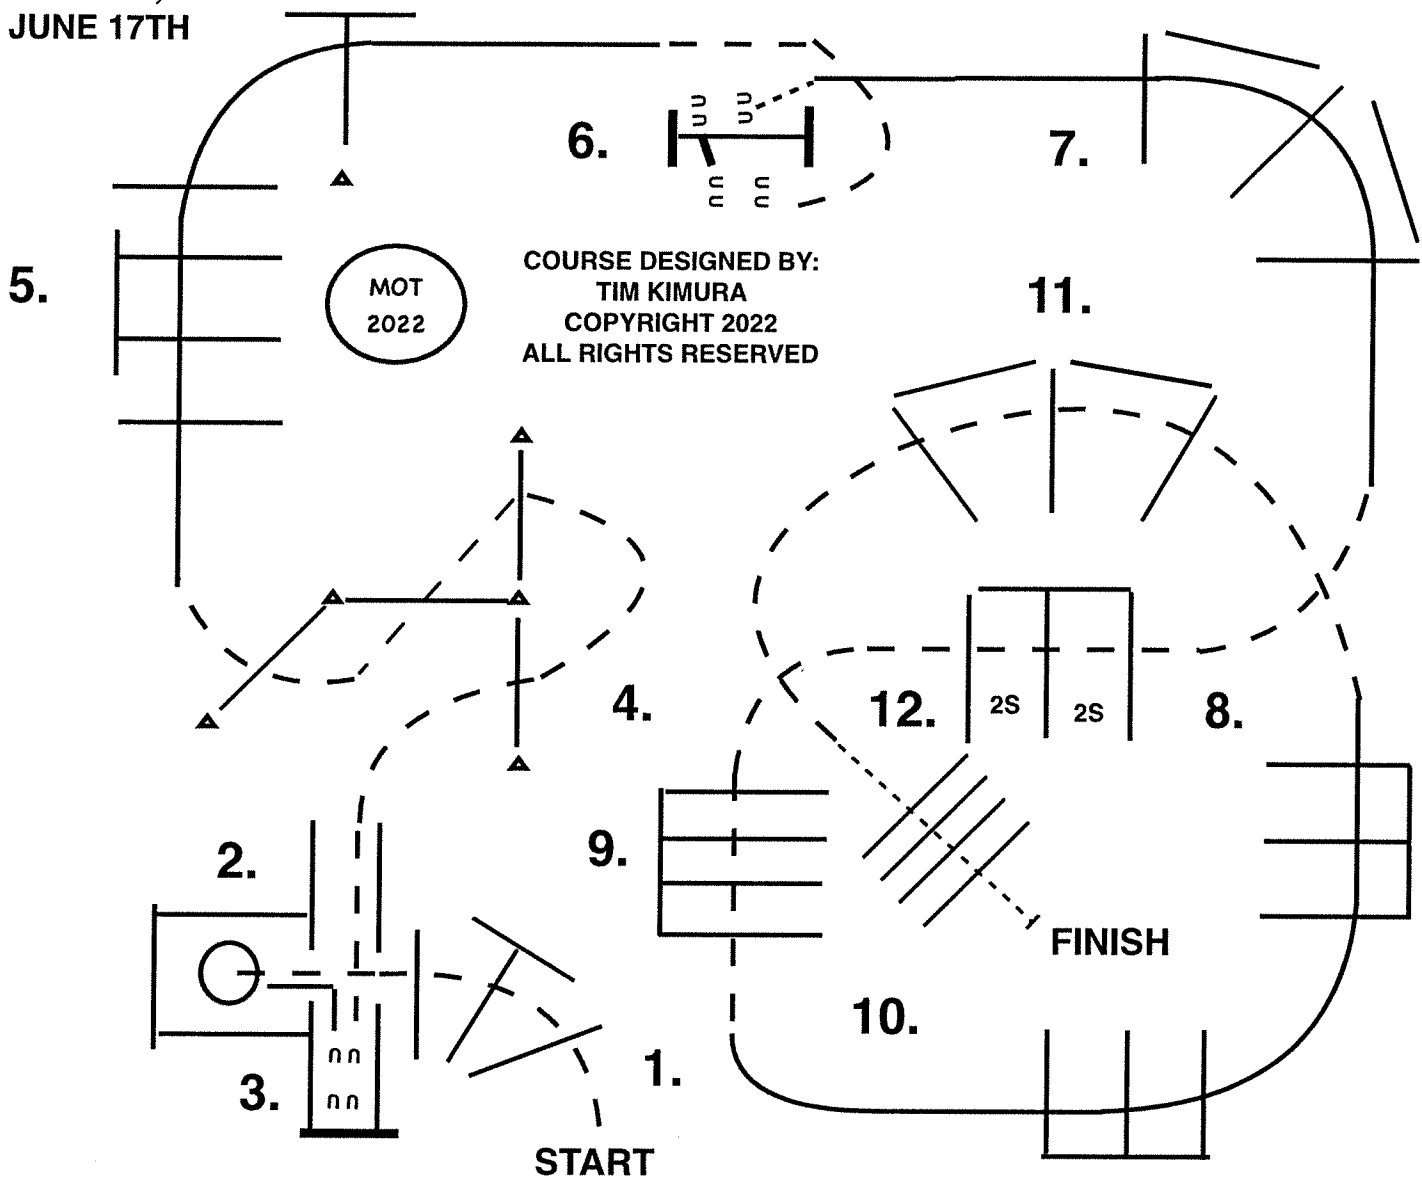 JUNE 17TH
6.
7.
5.
MOT
2022
COURSE DESIGNED BY:
TIM KIMURA
COPYRIGHT 2022
ALL RIGHTS RESERVED
11.
4.
12.
2S
2S
8.
2.
9.
FINISH
10.
3.
1.
START